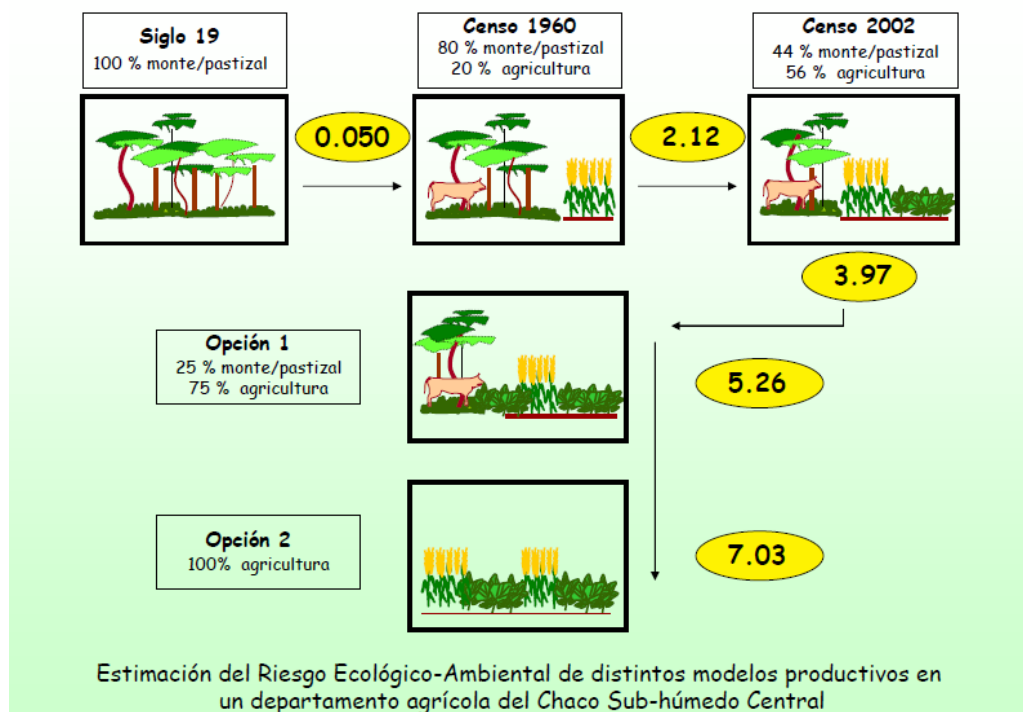 Siglo 19
100 % monte/pastizal
Censo 1960
80 % monte/pastizal
20 % agricultura
Censo 2002
44 % monte/pastizal
56 % agricultura
0.050
2.12
3.97
Opción 1
25 % monte/pastizal
75 % agricultura
5.26
Opción 2
100% agricultura
7.03
Estimación del Riesgo Ecológico-Ambiental de distintos modelos productivos en
un departamento agrícola del Chaco Sub-húmedo Central